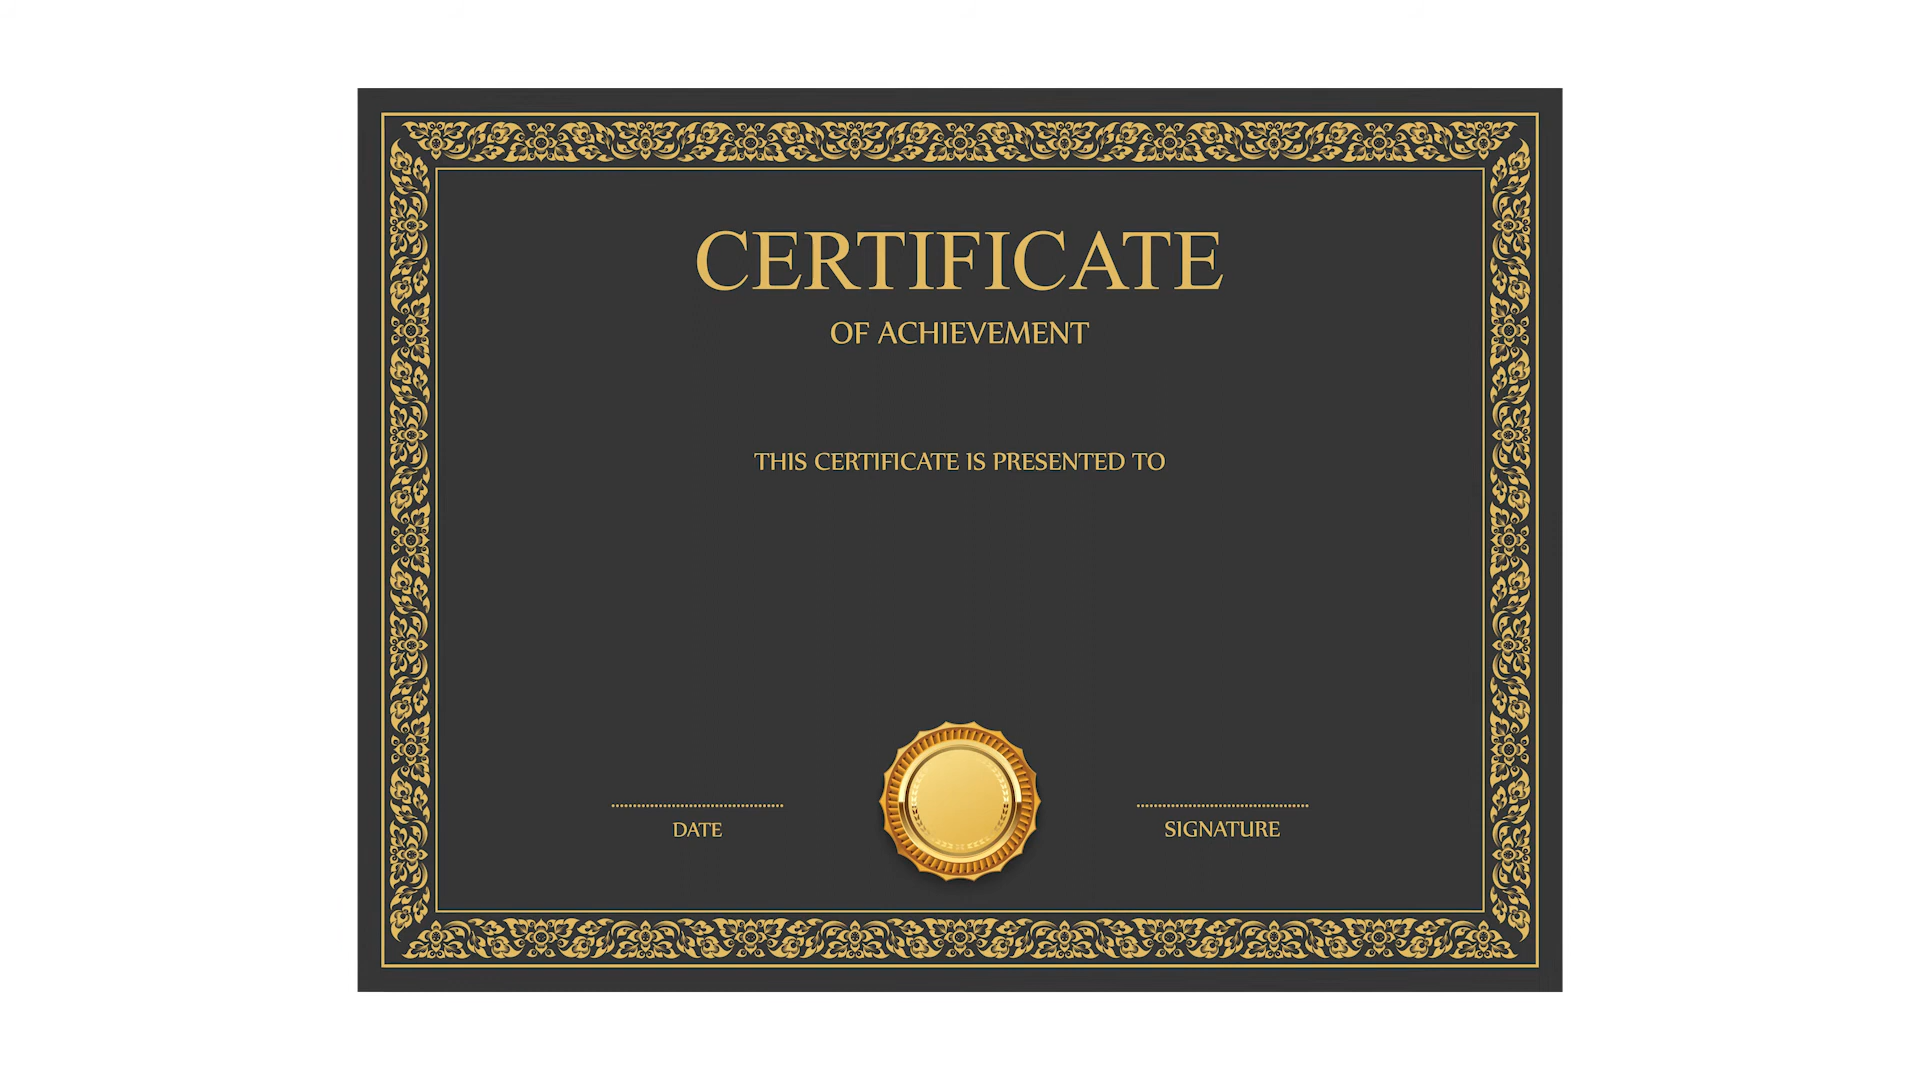 CERTIFICATE
OF ACHIEVEMENT
THIS CERTIFICATE IS PRESENTED TO
DATE
SIGNATURE